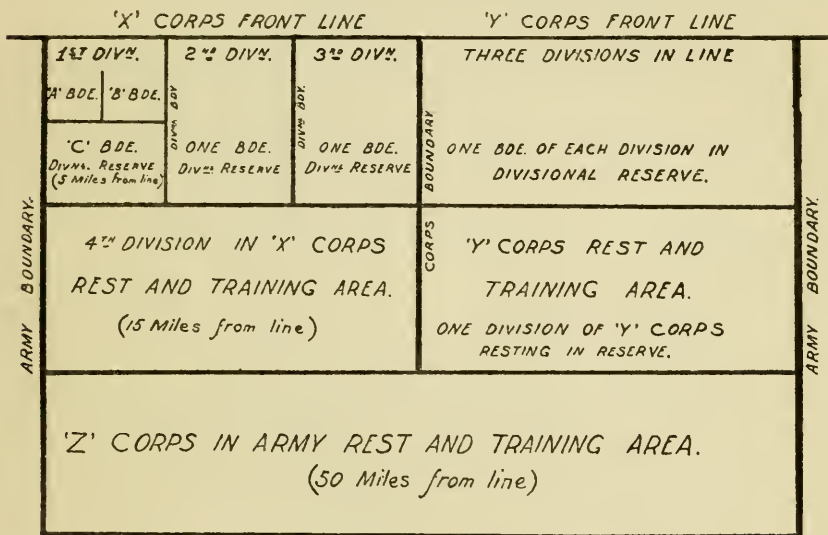 'X' CORPS FRONT LINE
'Y' CORPS FRONT LINE
1ST DIVN.
'A' BDE. 'B' BDE.
'C' BDE.
DIVNL. RESERVE
(5 Miles from line)
2ND DIVN.
DIVNL BDY
ONE BDE.
DIVNL RESERVE
3RD DIVN.
DIVNL BDY.
ONE BDE.
DIVNL RESERVE
THREE DIVISIONS IN LINE
ONE BDE. OF EACH DIVISION IN
DIVISIONAL RESERVE.
CORPS BOUNDARY
4TH DIVISION IN 'X' CORPS
REST AND TRAINING AREA.
(15 Miles from line)
'Y' CORPS REST AND
TRAINING AREA.
ONE DIVISION OF 'Y' CORPS
RESTING IN RESERVE.
ARMY BOUNDARY.
ARMY BOUNDARY.
'Z' CORPS IN ARMY REST AND TRAINING AREA.
(50 Miles from line)